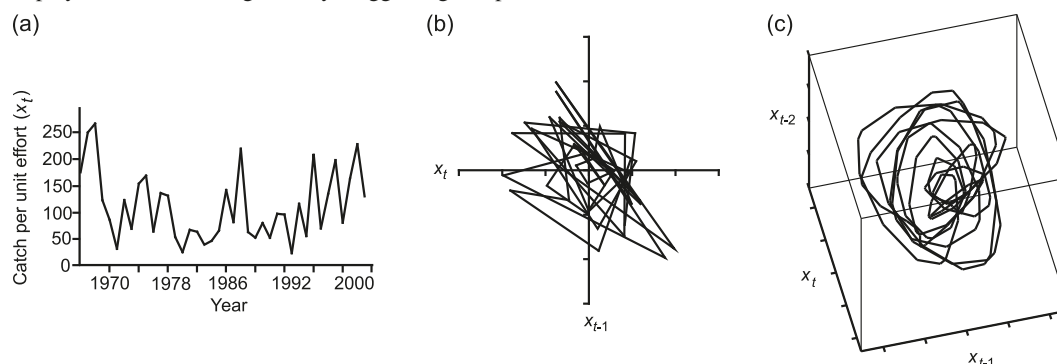 (a)
Catch per unit effort (xt)
250
200
150
100
50
0
1970 1978 1986 1992 2000
Year
(b)
xt
xt-1
(c)
xt-2
xt
xt-1